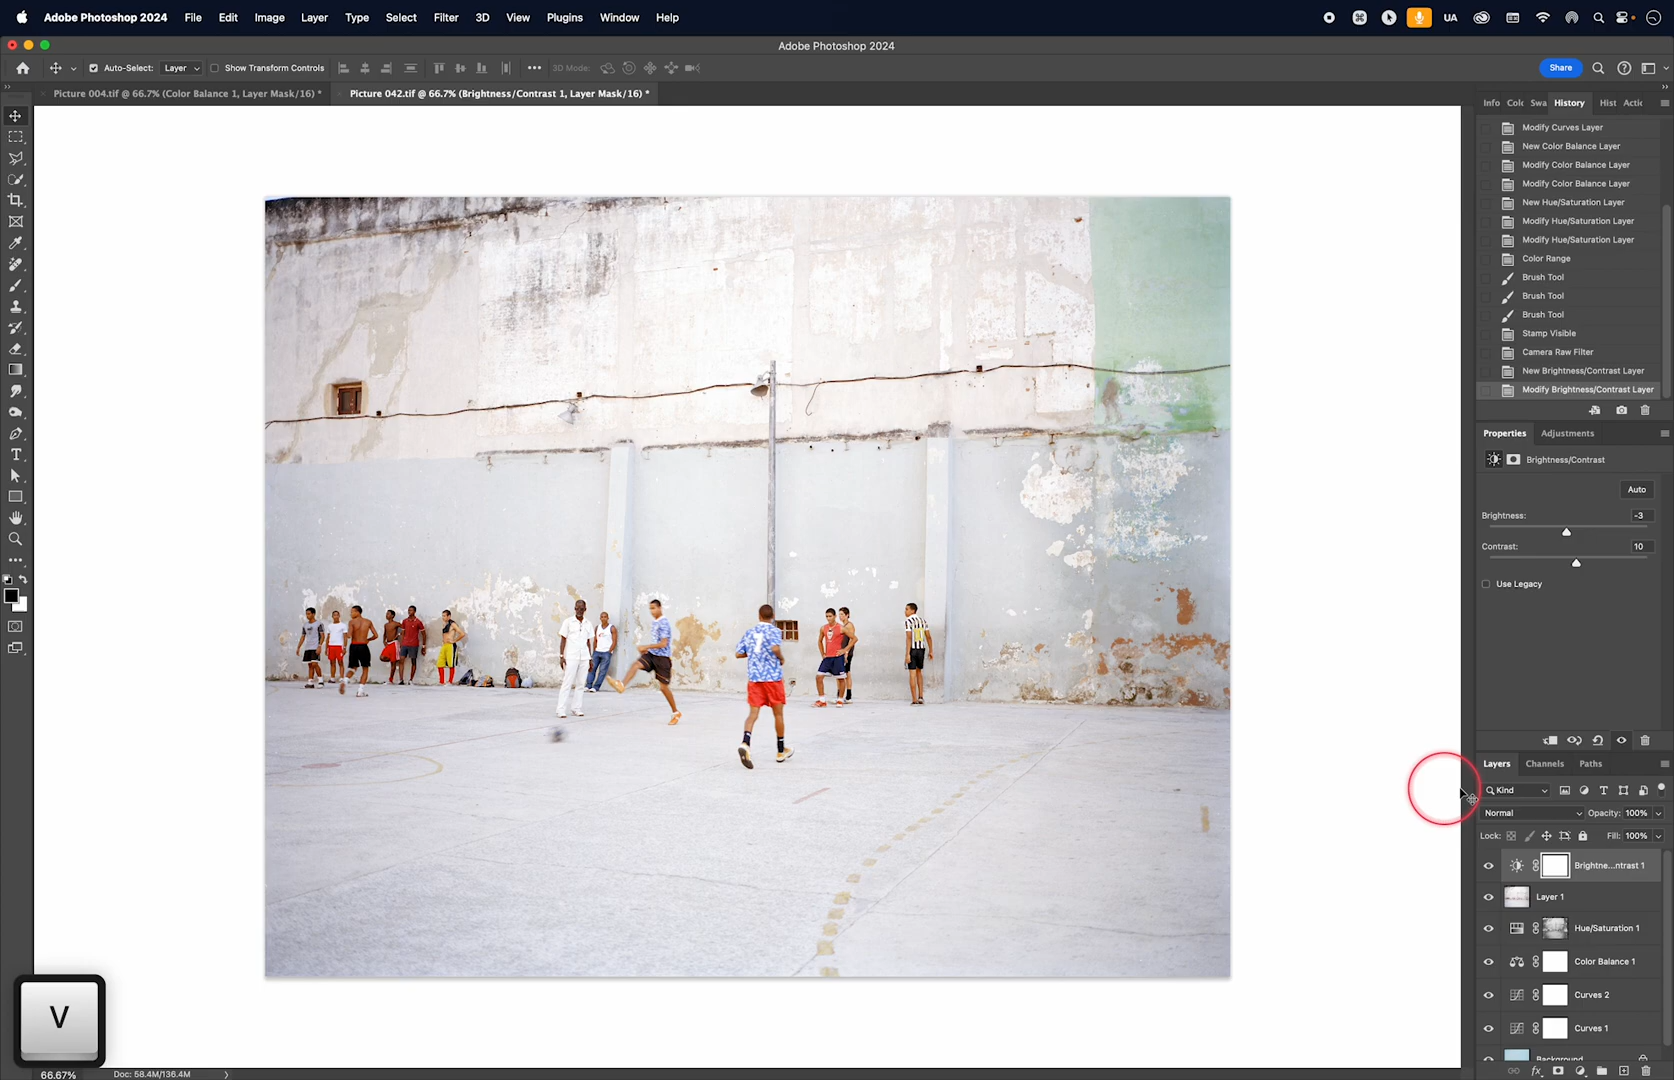 Adobe Photoshop 2024 File Edit Image Layer Type Select Filter 3D View Plugins Window Help UA
Adobe Photoshop 2024
Auto-Select: Layer Show Transform Controls 3D Mode: Share
Picture 004.tif @ 66.7% (Color Balance 1, Layer Mask/16) * Picture 042.tif @ 66.7% (Brightness/Contrast 1, Layer Mask/16) *
Info Colc Swa History Hist Actic
Modify Curves Layer
New Color Balance Layer
Modify Color Balance Layer
Modify Color Balance Layer
New Hue/Saturation Layer
Modify Hue/Saturation Layer
Modify Hue/Saturation Layer
Color Range
Brush Tool
Brush Tool
Brush Tool
Stamp Visible
Camera Raw Filter
New Brightness/Contrast Layer
Modify Brightness/Contrast Layer
Properties Adjustments
Brightness/Contrast
Auto
Brightness: -3
Contrast: 10
Use Legacy
Layers Channels Paths
Kind
Normal Opacity: 100%
Lock: Fill: 100%
Brightne...ntrast 1
Layer 1
Hue/Saturation 1
Color Balance 1
Curves 2
Curves 1
Background
V
66.67% Doc: 58.4M/136.4M